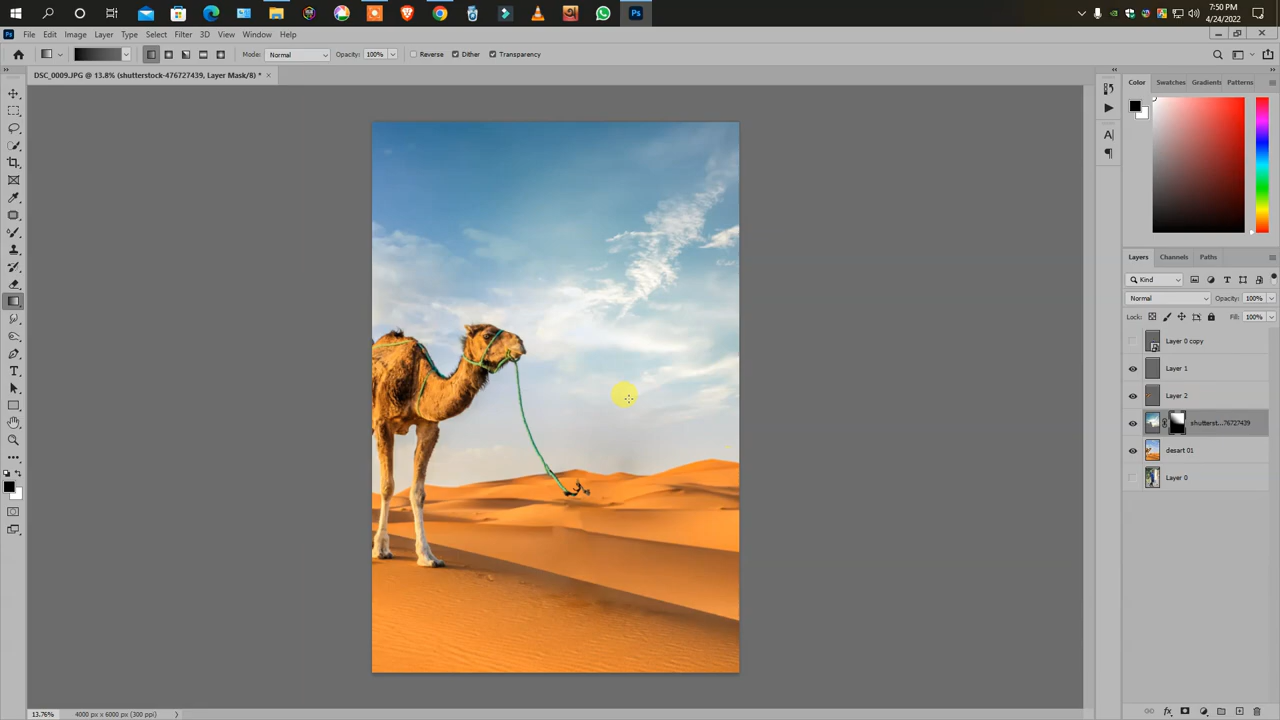 7:50 PM
4/24/2022
File Edit Image Layer Type Select Filter 3D View Window Help
Mode: Normal Opacity: 100% Reverse Dither Transparency
DSC_0009.JPG @ 13.8% (shutterstock-476727439, Layer Mask/8) * ×
Color Swatches Gradients Patterns
Layers Channels Paths
Kind
Normal Opacity: 100%
Lock: Fill: 100%
Layer 0 copy
Layer 1
Layer 2
shutterst...76727439
desart 01
Layer 0
13.76% 4000 px x 6000 px (300 ppi)